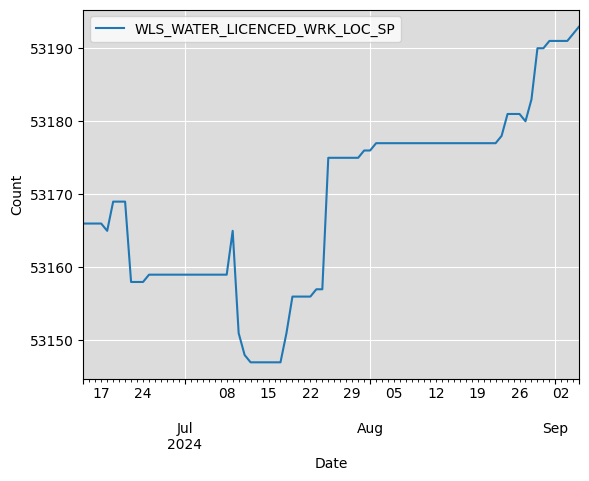 WLS_WATER_LICENCED_WRK_LOC_SP
53190
53180
53170
53160
53150
Count
17 24 08 15 22 29 05 12 19 26 02
Jul Aug Sep
2024
Date